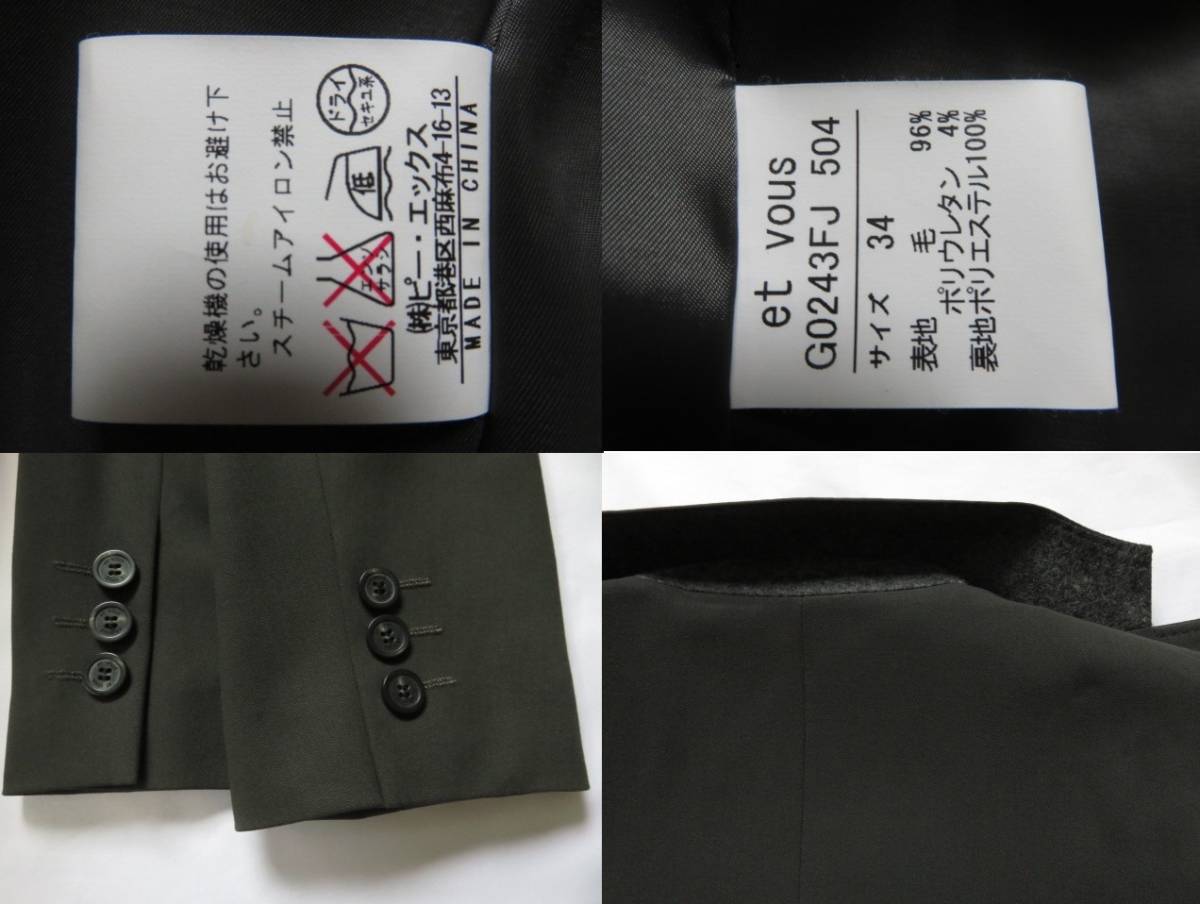 乾燥機の使用はお避け下
さい。
スチームアイロン禁止
エンソ
サラシ
低
ドライ
セキユ系
㈱ピー・エックス
東京都港区西麻布4-16-13
MADE IN CHINA
et vous
G0243FJ 504
サイズ 34
表地 毛 96%
ポリウレタン 4%
裏地ポリエステル100%